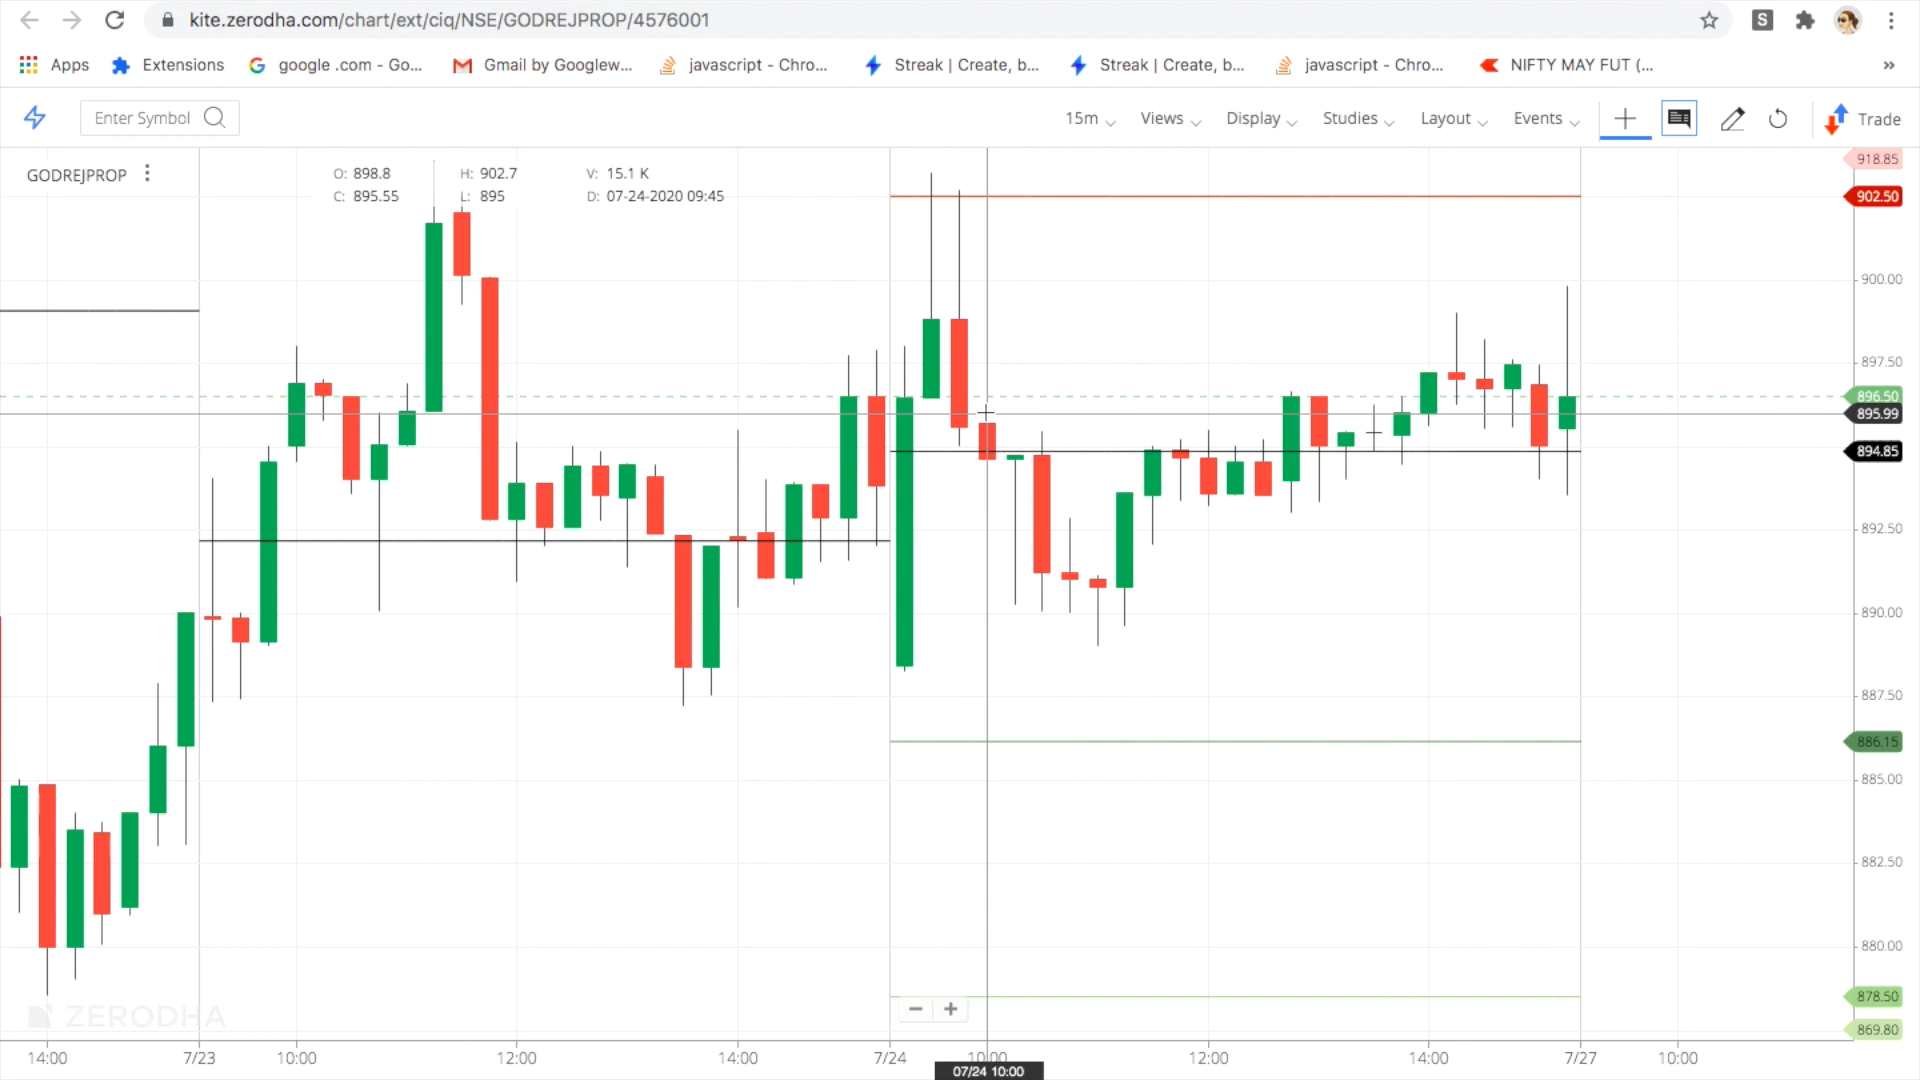 kite.zerodha.com/chart/ext/ciq/NSE/GODREJPROP/4576001
S
Apps Extensions google .com - Go... Gmail by Googlew... javascript - Chro... Streak | Create, b... Streak | Create, b... javascript - Chro... NIFTY MAY FUT (... »
Enter Symbol 15m Views Display Studies Layout Events Trade
GODREJPROP
O: 898.8 H: 902.7 V: 15.1 K
C: 895.55 L: 895 D: 07-24-2020 09:45
918.85
902.50
900.00
897.50
896.50
895.99
894.85
892.50
890.00
887.50
886.15
885.00
882.50
880.00
878.50
869.80
ZERODHA
14:00 7/23 10:00 12:00 14:00 7/24 10:00 12:00 14:00 7/27 10:00
07/24 10:00